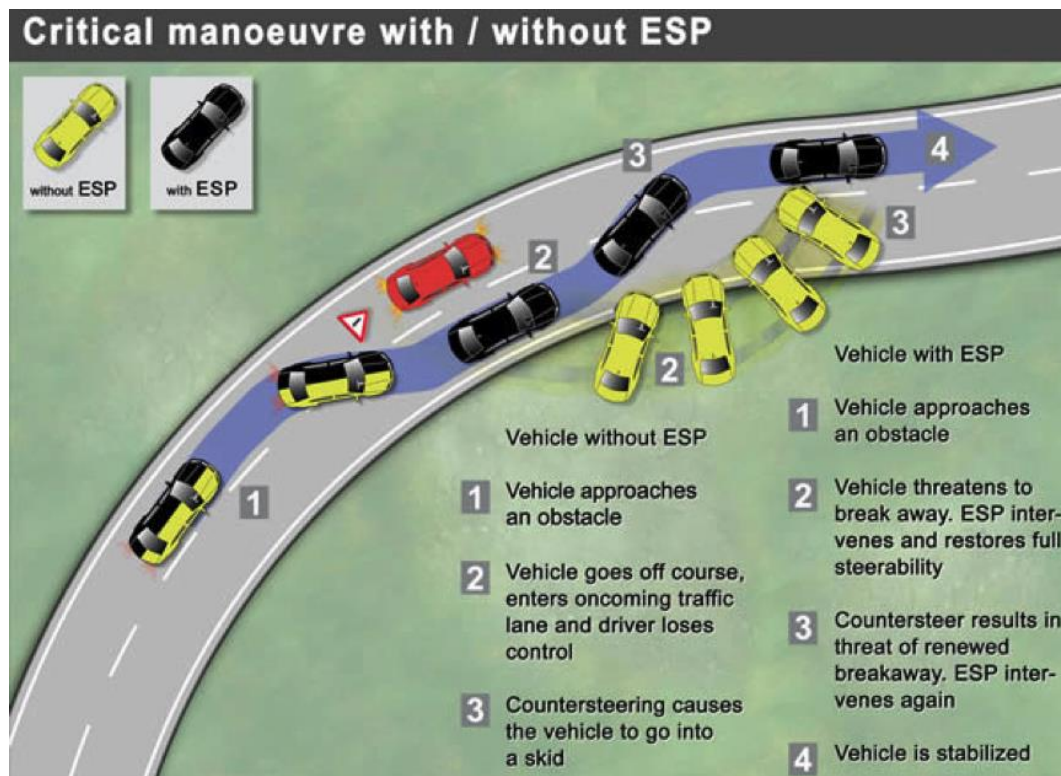 Critical manoeuvre with / without ESP
without ESP
with ESP
3
4
2
3
1
2
Vehicle without ESP
1
Vehicle approaches
an obstacle
2
Vehicle goes off course,
enters oncoming traffic
lane and driver loses
control
3
Countersteering causes
the vehicle to go into
a skid
Vehicle with ESP
1
Vehicle approaches
an obstacle
2
Vehicle threatens to
break away. ESP inter-
venes and restores full
steerability
3
Countersteer results in
threat of renewed
breakaway. ESP inter-
venes again
4
Vehicle is stabilized